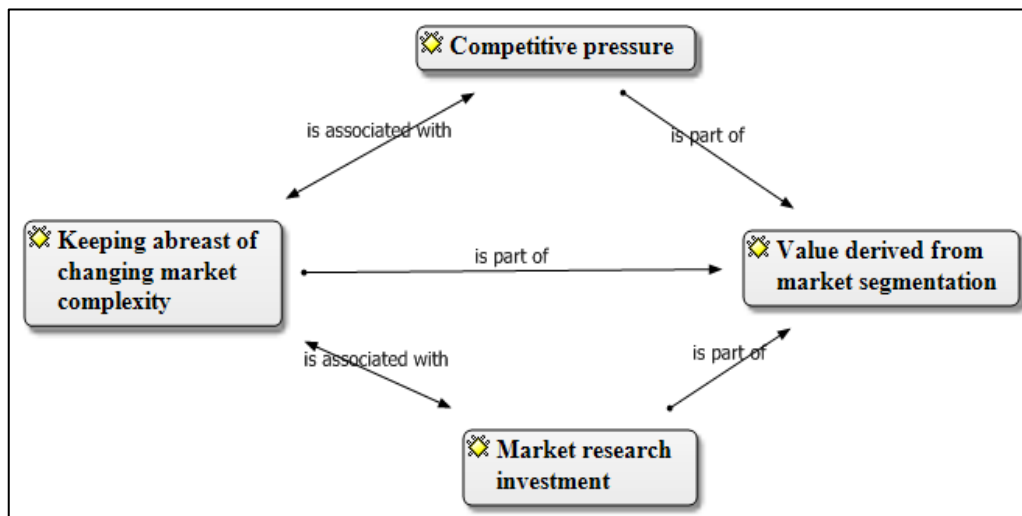 Competitive pressure
is associated with
is part of
Keeping abreast of
changing market
complexity
is part of
Value derived from
market segmentation
is associated with
is part of
Market research
investment